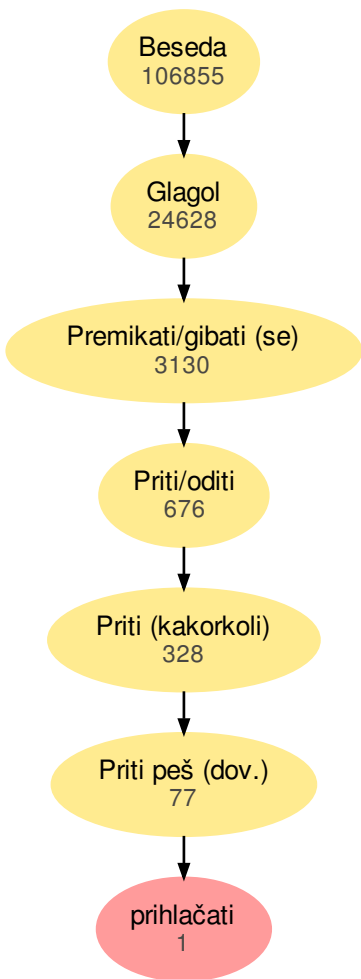 Beseda
106855
Glagol
24628
Premikati/gibati (se)
3130
Priti/oditi
676
Priti (kakorkoli)
328
Priti peš (dov.)
77
prihlačati
1